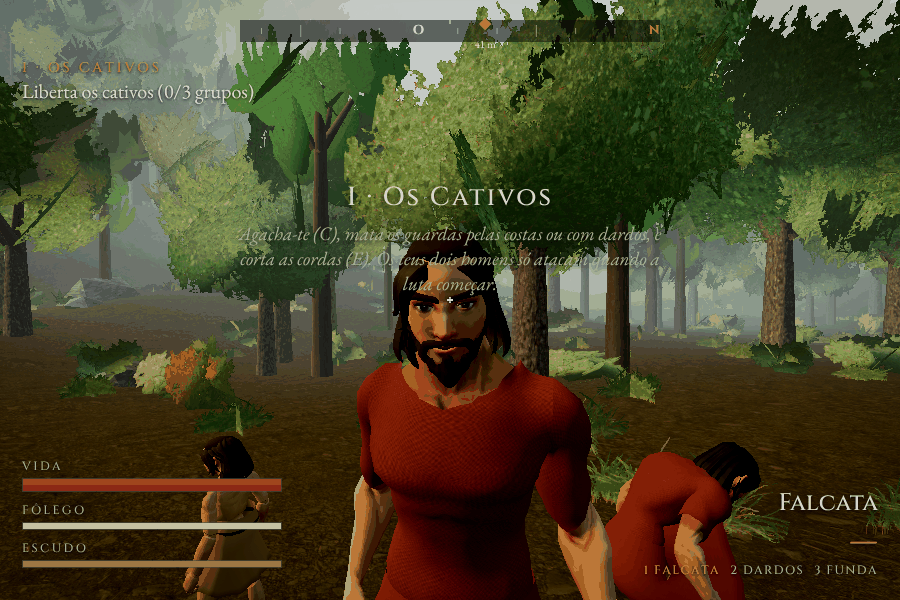 O
N
I · OS CATIVOS
Liberta os cativos (0/3 grupos)
I · OS CATIVOS
Agacha-te (C), mata os guardas pelas costas ou com dardos, e
corta as cordas (E). Os teus dois homens só atacam quando a
luta começar.
VIDA
FÔLEGO
ESCUDO
FALCATA
1 FALCATA 2 DARDOS 3 FUNDA